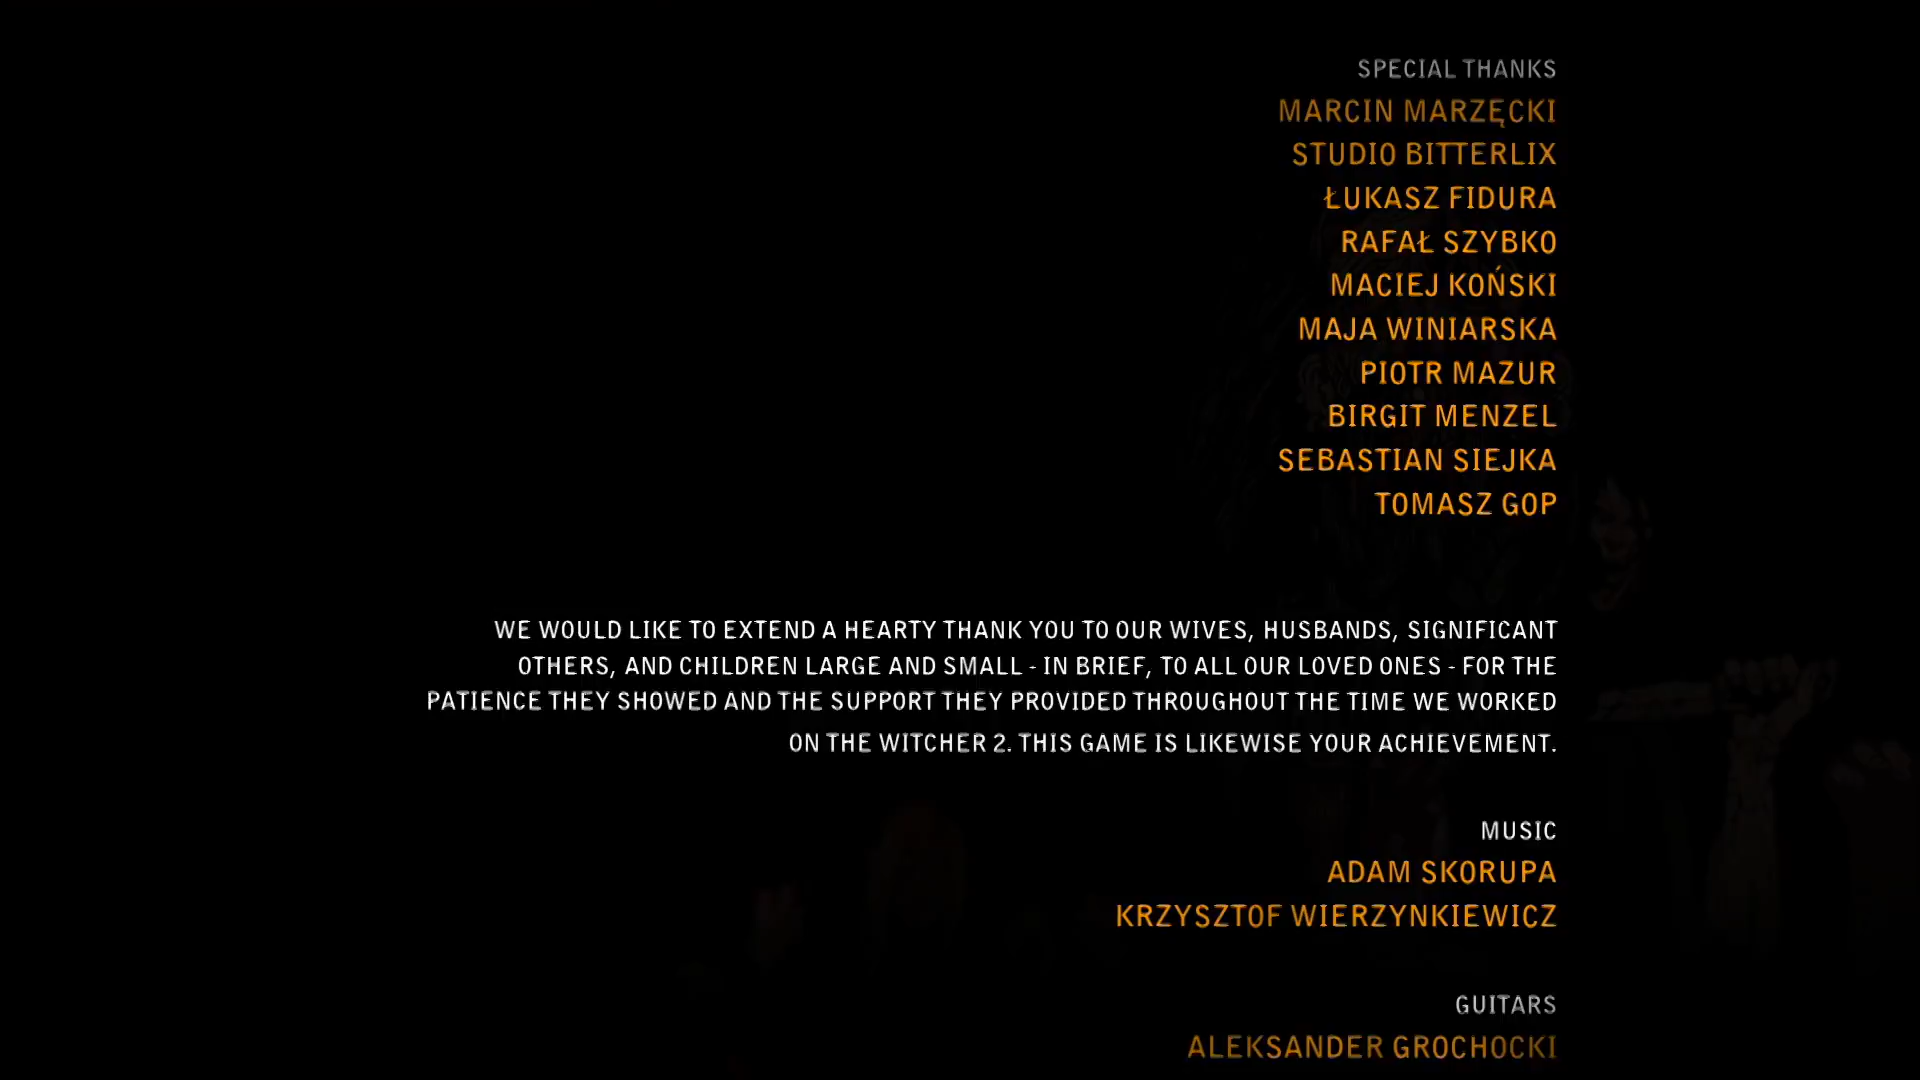 SPECIAL THANKS
MARCIN MARZĘCKI
STUDIO BITTERLIX
ŁUKASZ FIDURA
RAFAŁ SZYBKO
MACIEJ KOŃSKI
MAJA WINIARSKA
PIOTR MAZUR
BIRGIT MENZEL
SEBASTIAN SIEJKA
TOMASZ GOP
WE WOULD LIKE TO EXTEND A HEARTY THANK YOU TO OUR WIVES, HUSBANDS, SIGNIFICANT
OTHERS, AND CHILDREN LARGE AND SMALL - IN BRIEF, TO ALL OUR LOVED ONES - FOR THE
PATIENCE THEY SHOWED AND THE SUPPORT THEY PROVIDED THROUGHOUT THE TIME WE WORKED
ON THE WITCHER 2. THIS GAME IS LIKEWISE YOUR ACHIEVEMENT.
MUSIC
ADAM SKORUPA
KRZYSZTOF WIERZYNKIEWICZ
GUITARS
ALEKSANDER GROCHOCKI